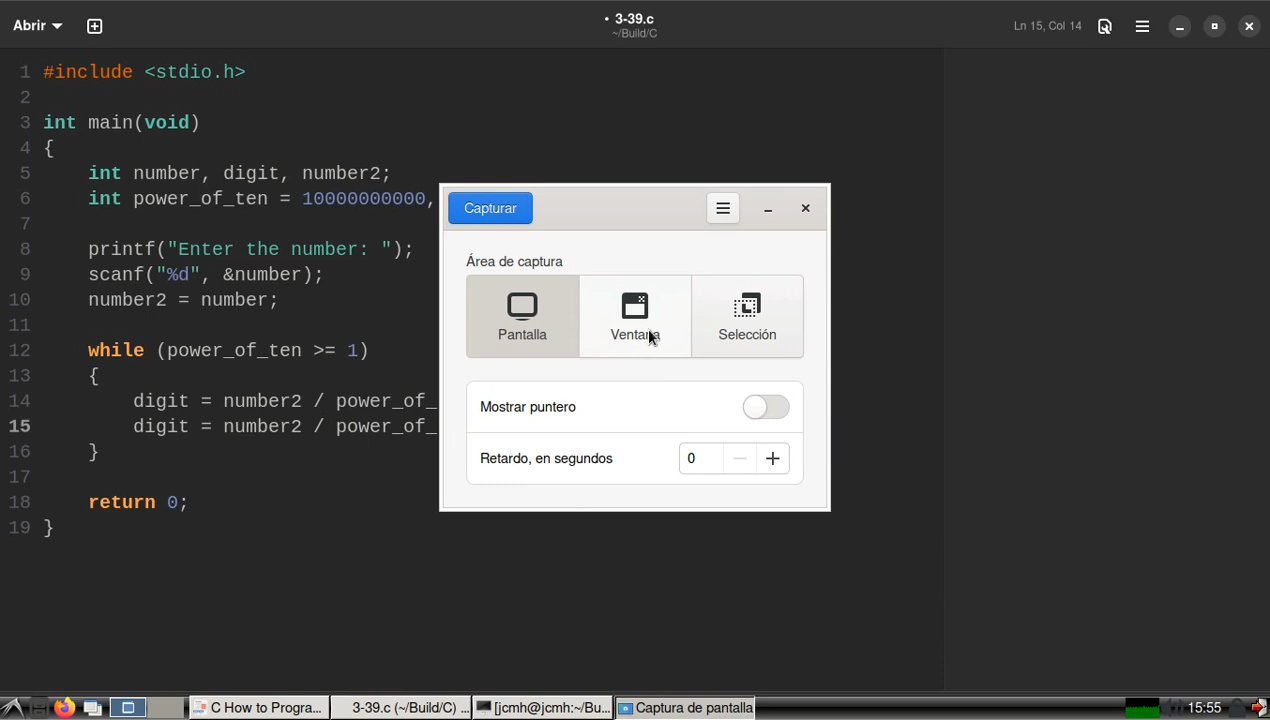 Abrir
• 3-39.c
~/Build/C
Ln 15, Col 14
1 #include <stdio.h>
2
3 int main(void)
4 {
5     int number, digit, number2;
6     int power_of_ten = 10000000000,
7
8     printf("Enter the number: ");
9     scanf("%d", &number);
10     number2 = number;
11
12     while (power_of_ten >= 1)
13     {
14         digit = number2 / power_of_
15         digit = number2 / power_of_
16     }
17
18     return 0;
19 }
Capturar
Área de captura
Pantalla
Ventana
Selección
Mostrar puntero
Retardo, en segundos
0
C How to Progra...
3-39.c (~/Build/C) ...
[jcmh@jcmh:~/Bu...
Captura de pantalla
15:55